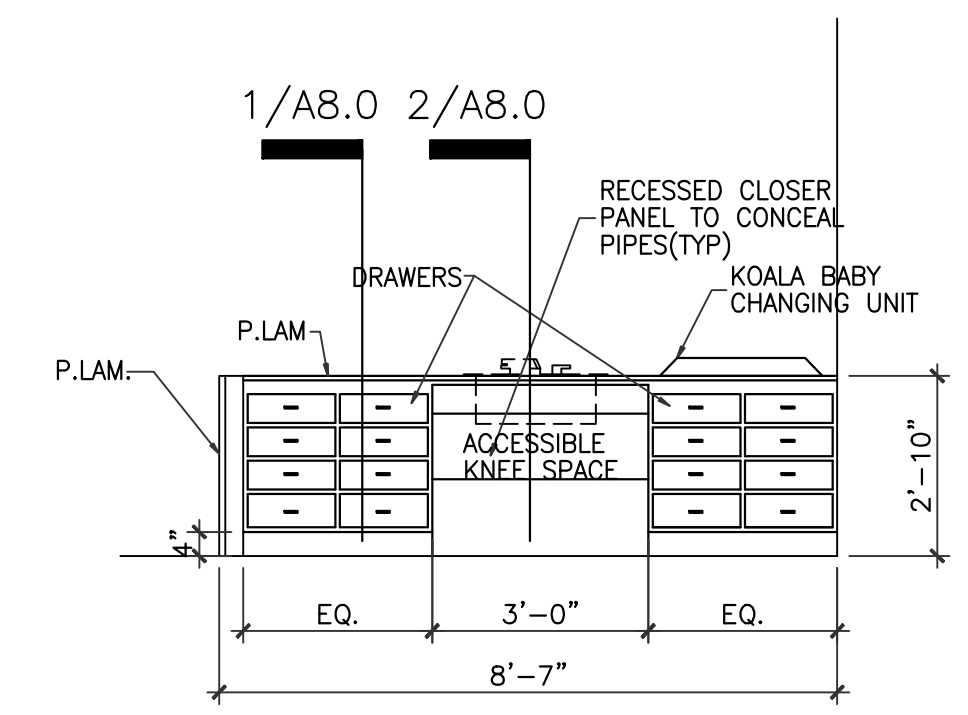 1/A8.0 2/A8.0
RECESSED CLOSER
PANEL TO CONCEAL
PIPES(TYP)
DRAWERS
KOALA BABY
CHANGING UNIT
P.LAM
P.LAM.
ACCESSIBLE
KNEE SPACE
2'-10"
4"
EQ. 3'-0" EQ.
8'-7"